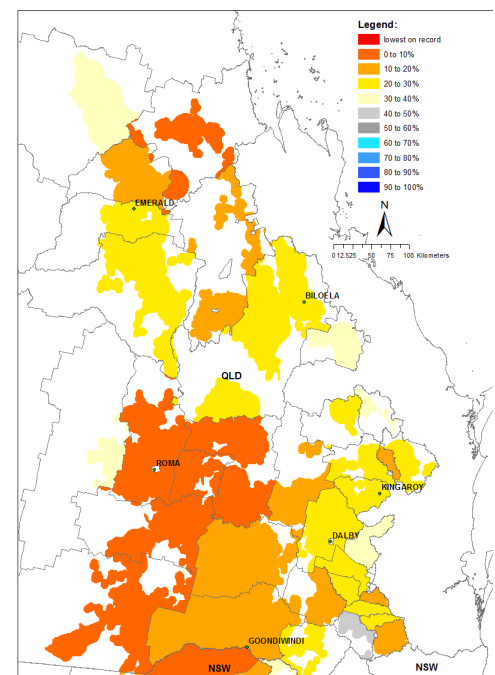 Legend:
lowest on record
0 to 10%
10 to 20%
20 to 30%
30 to 40%
40 to 50%
50 to 60%
60 to 70%
70 to 80%
80 to 90%
90 to 100%
N
0 12.525 50 75 100 Kilometers
EMERALD
BILOELA
QLD
ROMA
KINGAROY
DALBY
GOONDIWINDI
NSW NSW